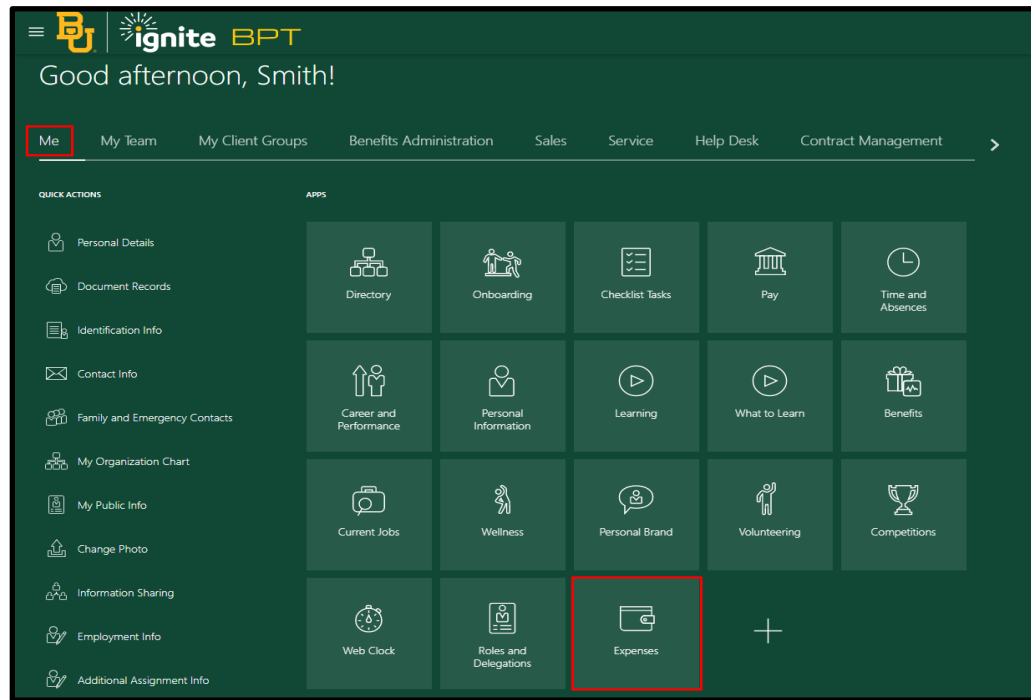 BU ignite BPT
Good afternoon, Smith!
Me My Team My Client Groups Benefits Administration Sales Service Help Desk Contract Management
QUICK ACTIONS
Personal Details
Document Records
Identification Info
Contact Info
Family and Emergency Contacts
My Organization Chart
My Public Info
Change Photo
Information Sharing
Employment Info
Additional Assignment Info
APPS
Directory
Onboarding
Checklist Tasks
Pay
Time and
Absences
Career and
Performance
Personal
Information
Learning
What to Learn
Benefits
Current Jobs
Wellness
Personal Brand
Volunteering
Competitions
Web Clock
Roles and
Delegations
Expenses